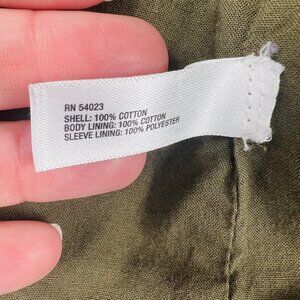 RN 54023
SHELL: 100% COTTON
BODY LINING: 100% COTTON
SLEEVE LINING: 100% POLYESTER